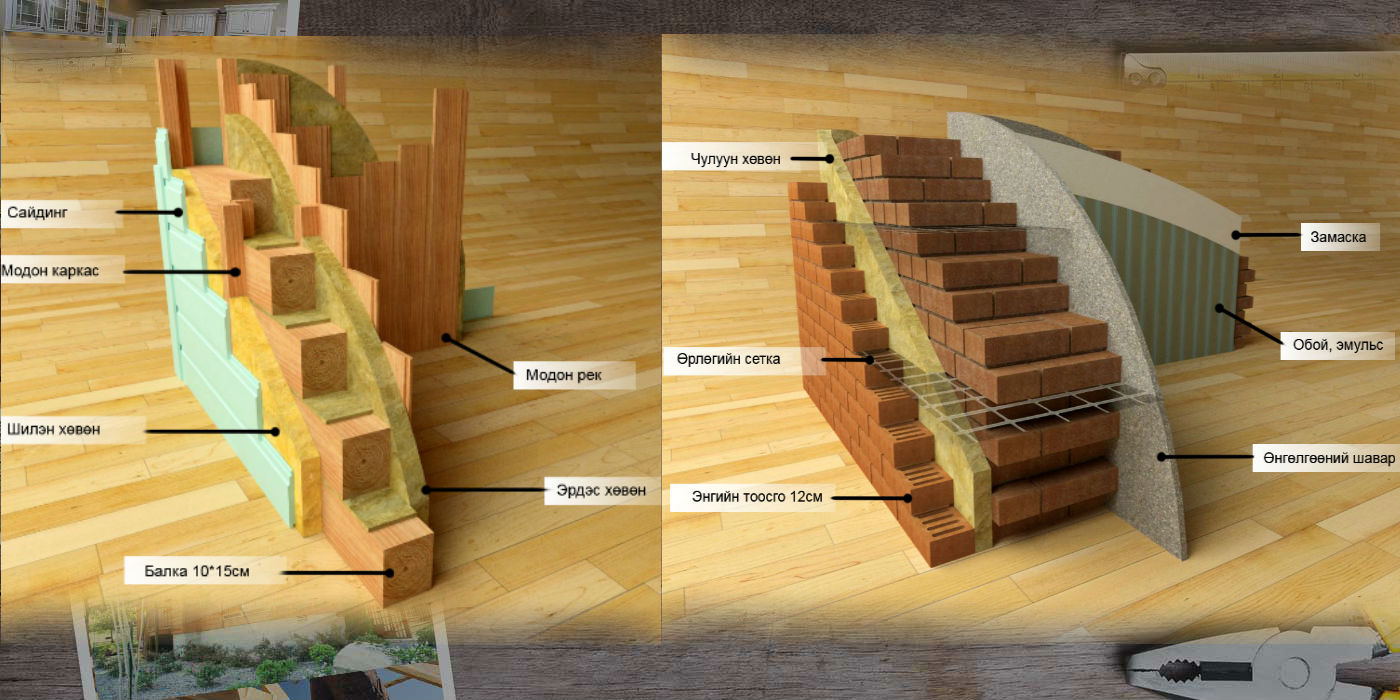 Сайдинг
Модон каркас
Шилэн хөвөн
Балка 10*15см
Модон рек
Эрдэс хөвөн
Чулуун хөвөн
Өрлөгийн сетка
Энгийн тоосго 12см
Замаска
Обой, эмульс
Өнгөлгөөний шавар